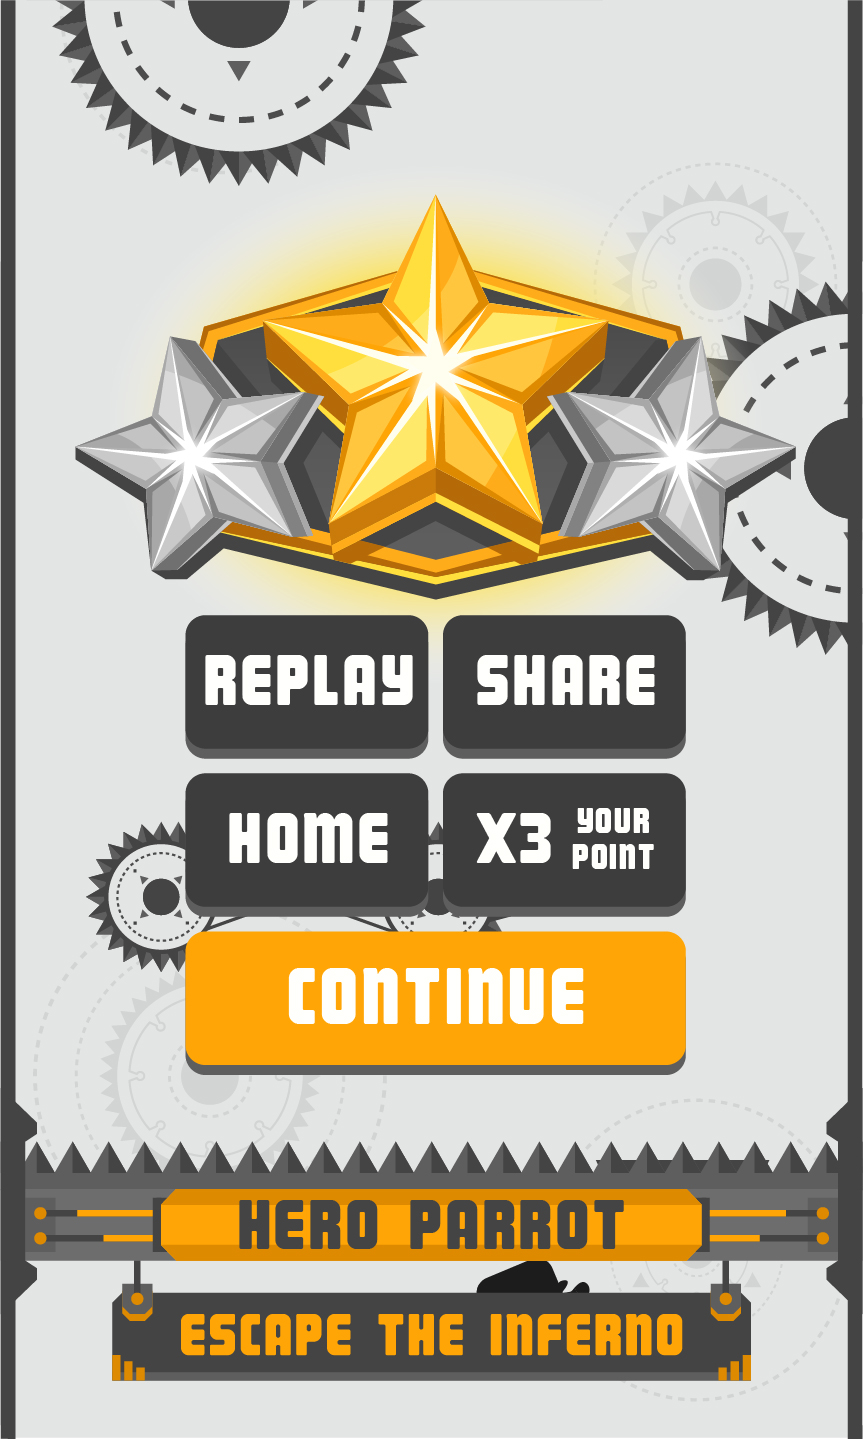 REPLAY
SHARE
HOME
X3 YOUR
POINT
CONTINUE
HERO PARROT
ESCAPE THE INFERNO